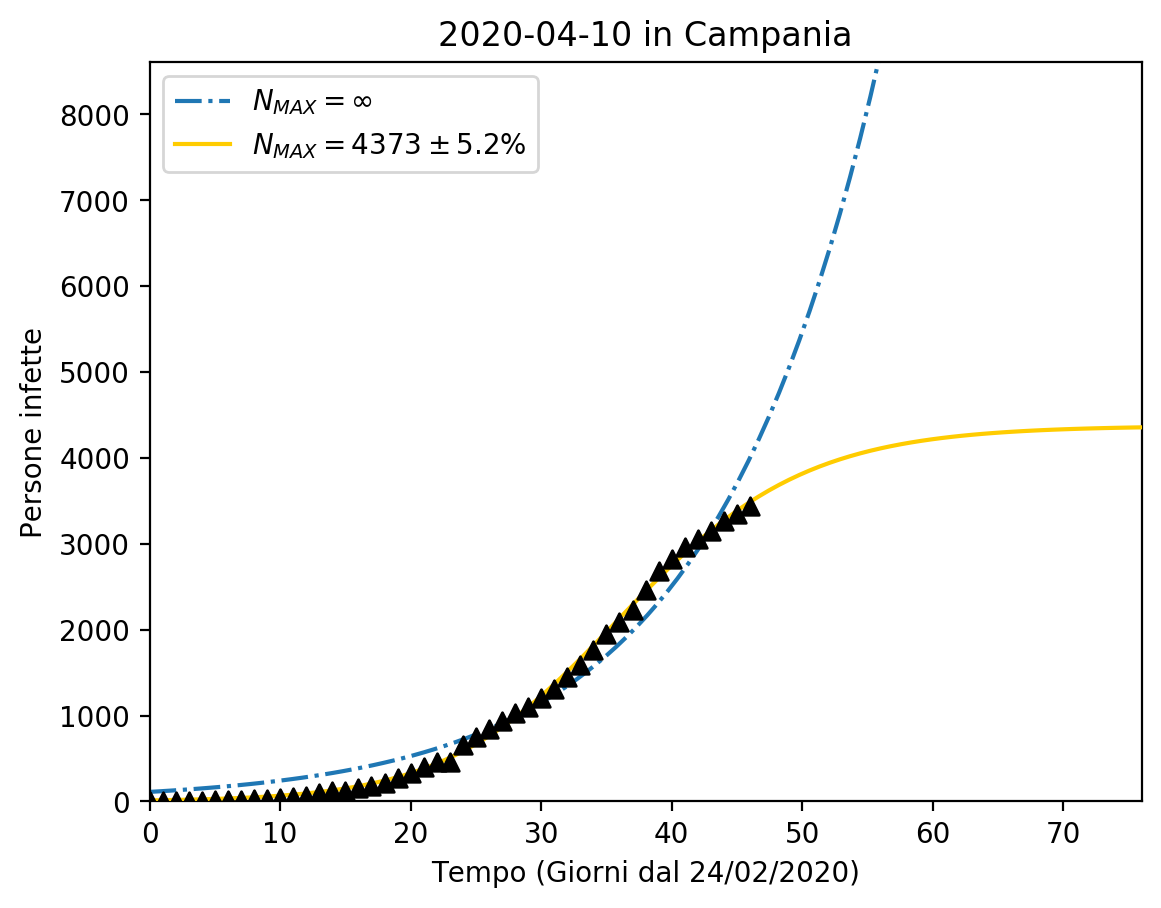 2020-04-10 in Campania
N_MAX = ∞
N_MAX = 4373 ± 5.2%
Persone infette
8000
7000
6000
5000
4000
3000
2000
1000
0
0 10 20 30 40 50 60 70
Tempo (Giorni dal 24/02/2020)